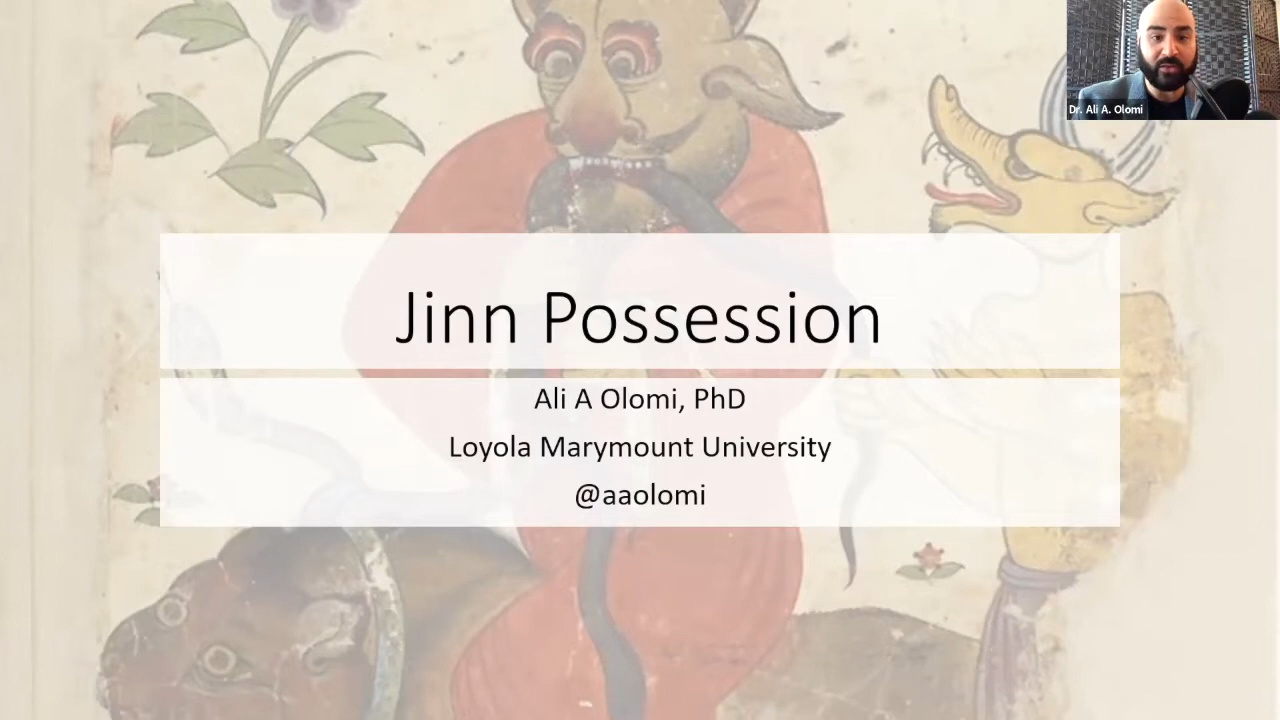 Dr. Ali A. Olomi
Jinn Possession
Ali A Olomi, PhD
Loyola Marymount University
@aaolomi